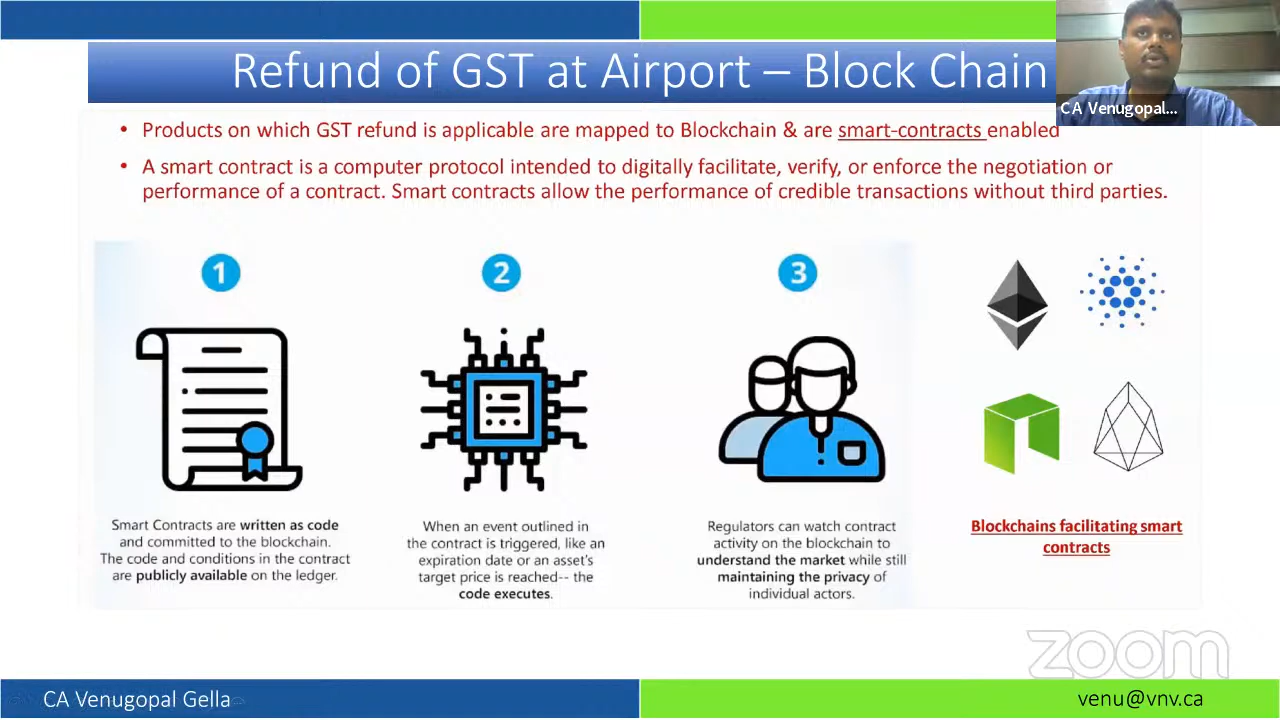 Refund of GST at Airport – Block Chain
CA Venugopal...
• Products on which GST refund is applicable are mapped to Blockchain & are smart-contracts enabled
• A smart contract is a computer protocol intended to digitally facilitate, verify, or enforce the negotiation or
performance of a contract. Smart contracts allow the performance of credible transactions without third parties.
1
2
3
Smart Contracts are written as code
and committed to the blockchain.
The code and conditions in the contract
are publicly available on the ledger.
When an event outlined in
the contract is triggered, like an
expiration date or an asset's
target price is reached-- the
code executes.
Regulators can watch contract
activity on the blockchain to
understand the market while still
maintaining the privacy of
individual actors.
Blockchains facilitating smart
contracts
zoom
CA Venugopal Gella
venu@vnv.ca